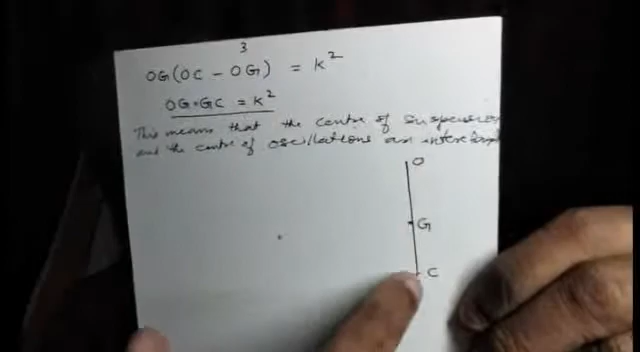 3
OG(OC - OG) = k²
OG·GC = k²
This means that the centre of suspension
and the centre of oscillations are
O
G
C